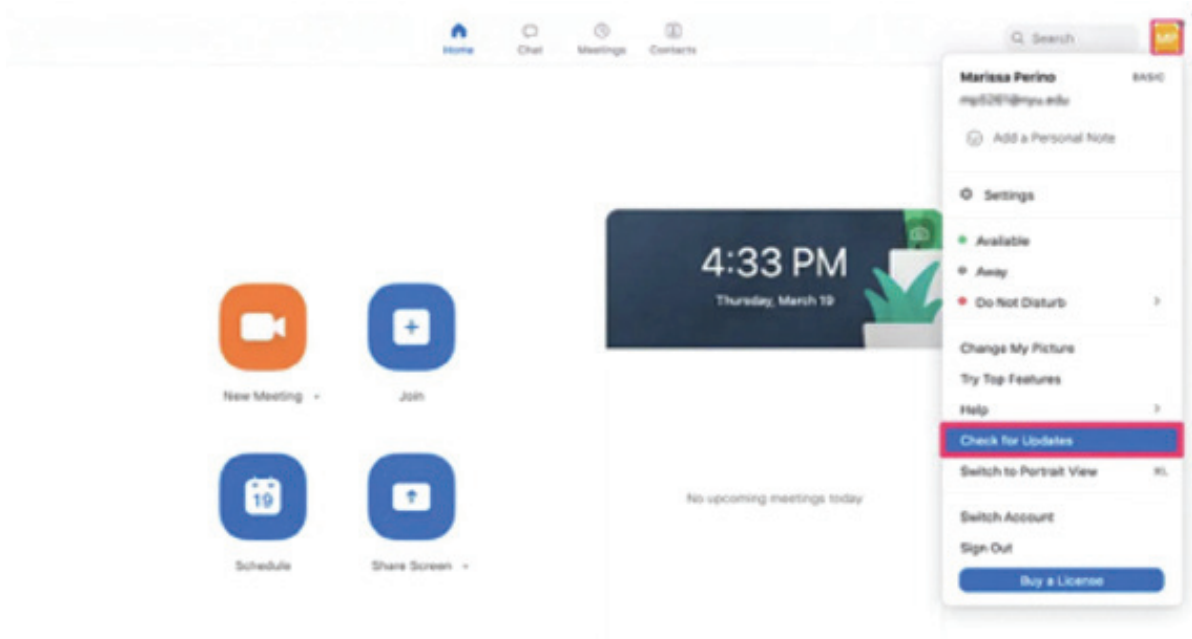 Home Chat Meetings Contacts
Search
MP
Marissa Perino BASIC
Add a Personal Note
Settings
Available
Away
Do Not Disturb
Change My Picture
Try Top Features
Help
Check for Updates
Switch to Portrait View
Switch Account
Sign Out
Buy a License
4:33 PM
Thursday, March 19
New Meeting
Join
19
Schedule
Share Screen
No upcoming meetings today